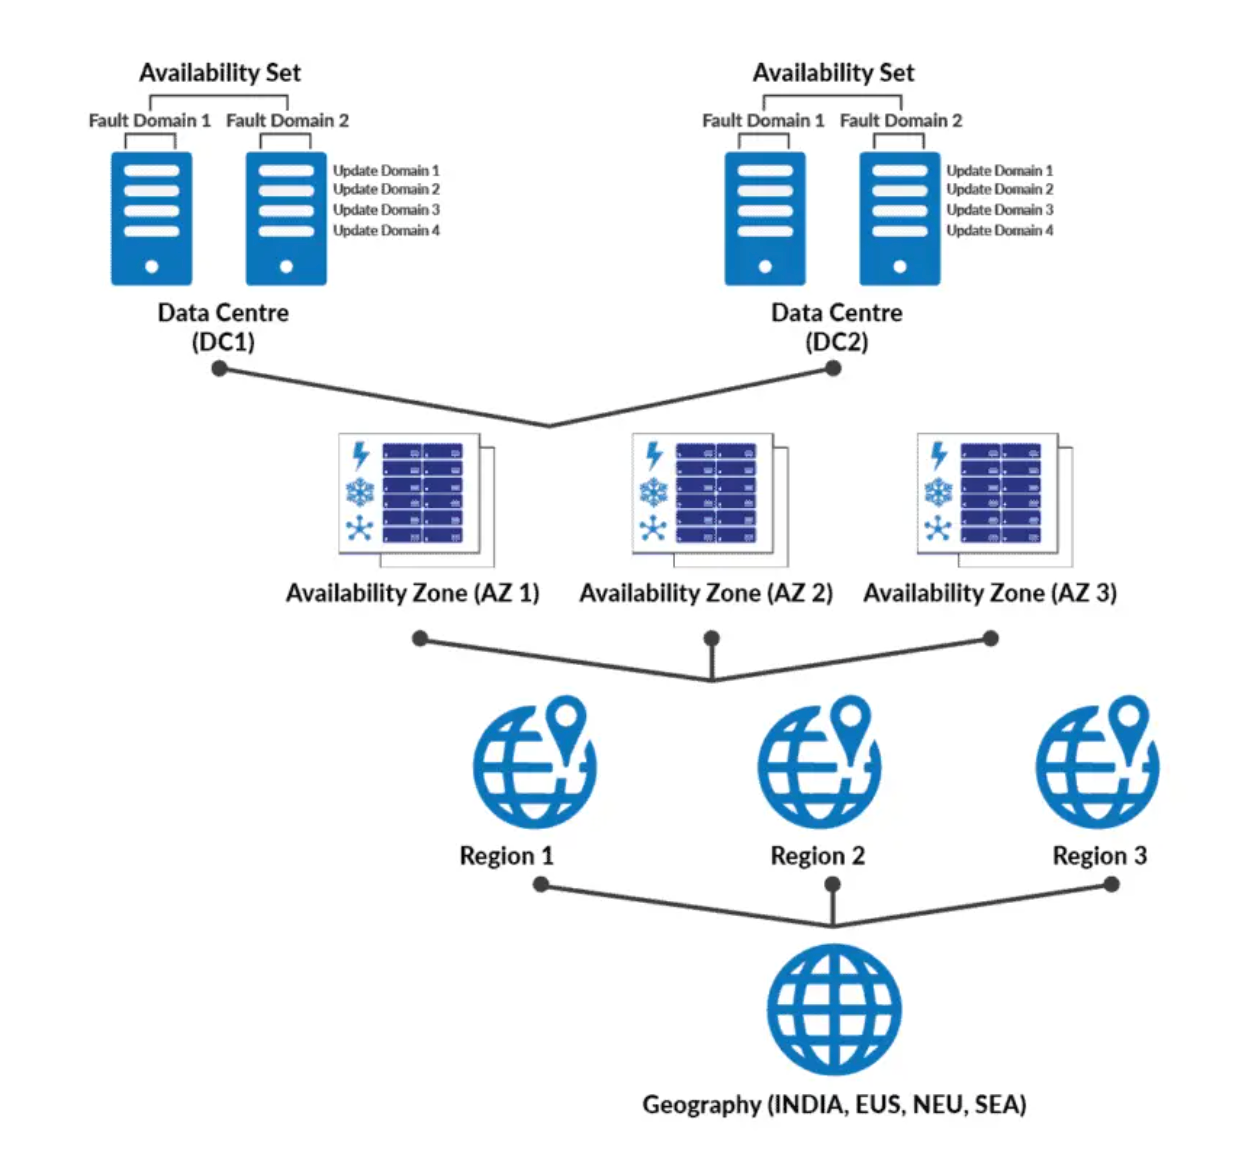 Availability Set
Availability Set
Fault Domain 1 Fault Domain 2
Fault Domain 1 Fault Domain 2
Update Domain 1
Update Domain 2
Update Domain 3
Update Domain 4
Update Domain 1
Update Domain 2
Update Domain 3
Update Domain 4
Data Centre
(DC1)
Data Centre
(DC2)
Availability Zone (AZ 1)
Availability Zone (AZ 2)
Availability Zone (AZ 3)
Region 1
Region 2
Region 3
Geography (INDIA, EUS, NEU, SEA)